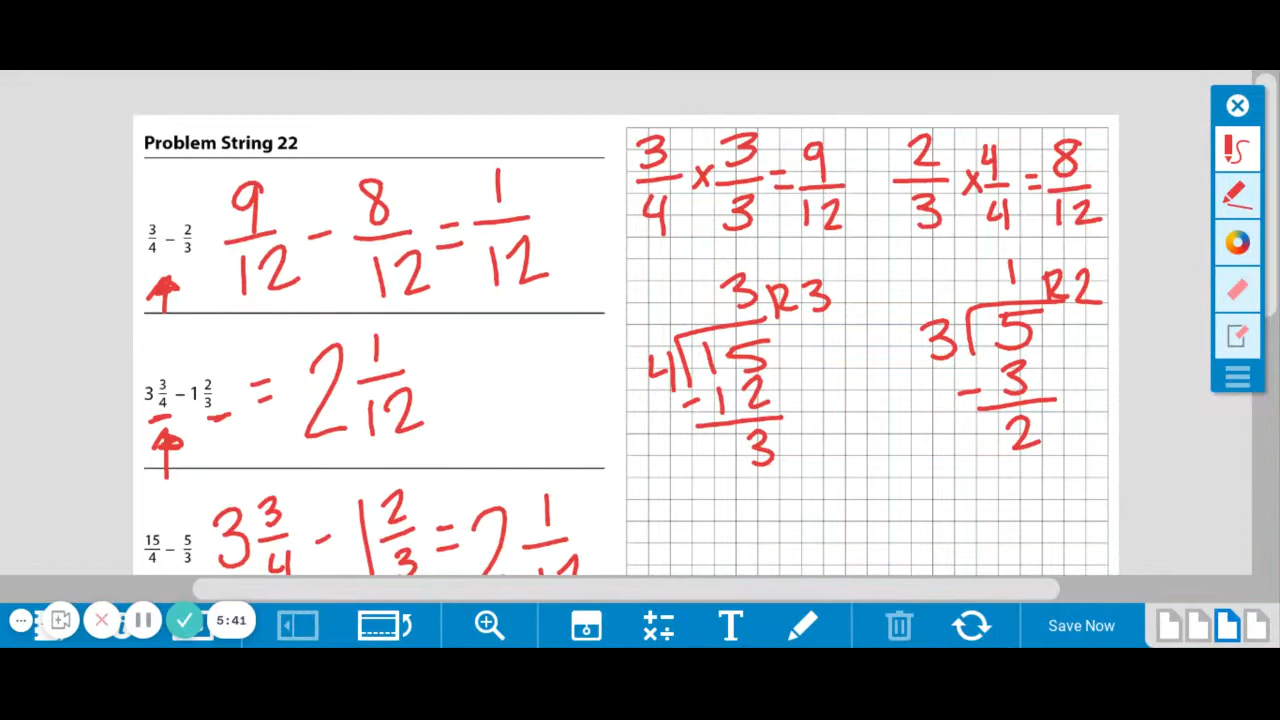 Problem String 22
3/4 - 2/3 9/12 - 8/12 = 1/12
3 3/4 - 1 2/3 = 2 1/12
15/4 - 5/3 3 3/4 - 1 2/3 = 2 1/12
3/4 x 3/3 = 9/12
2/3 x 4/4 = 8/12
3 R3
4 15
- 12
3
1 R2
3 5
- 3
2
5:41
T
Save Now